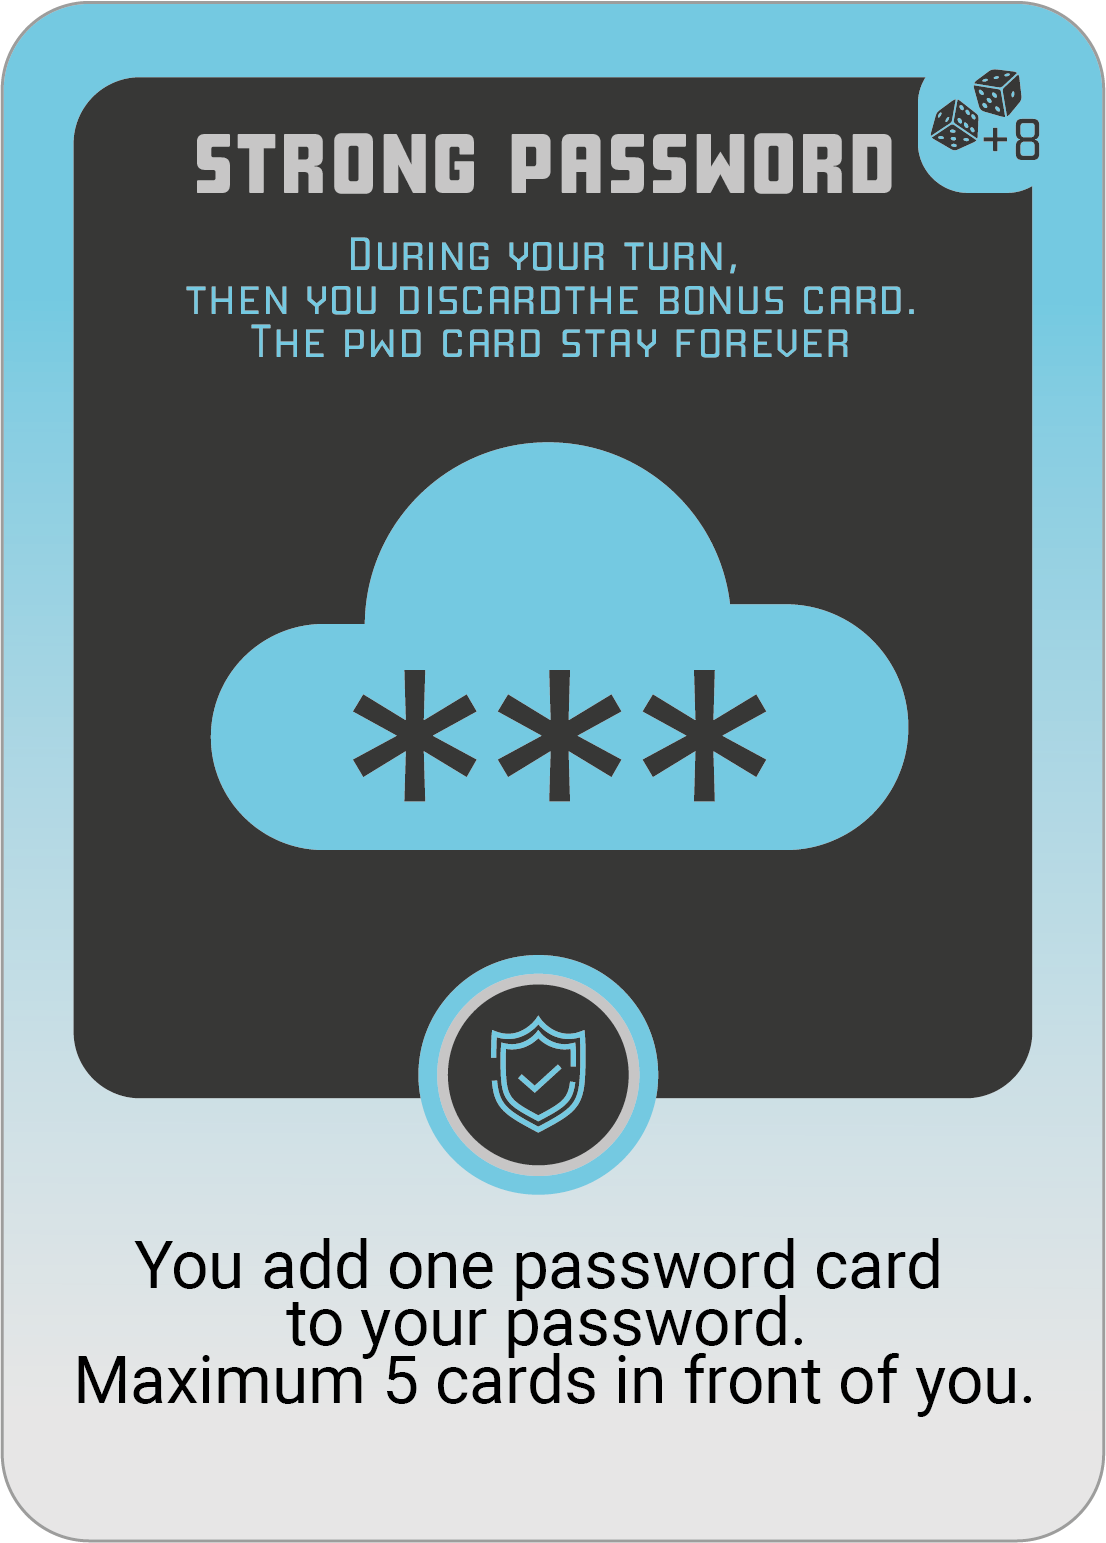 STRONG PASSWORD
+8
During your turn,
then you discardthe bonus card.
The pwd card stay forever
***
You add one password card
to your password.
Maximum 5 cards in front of you.